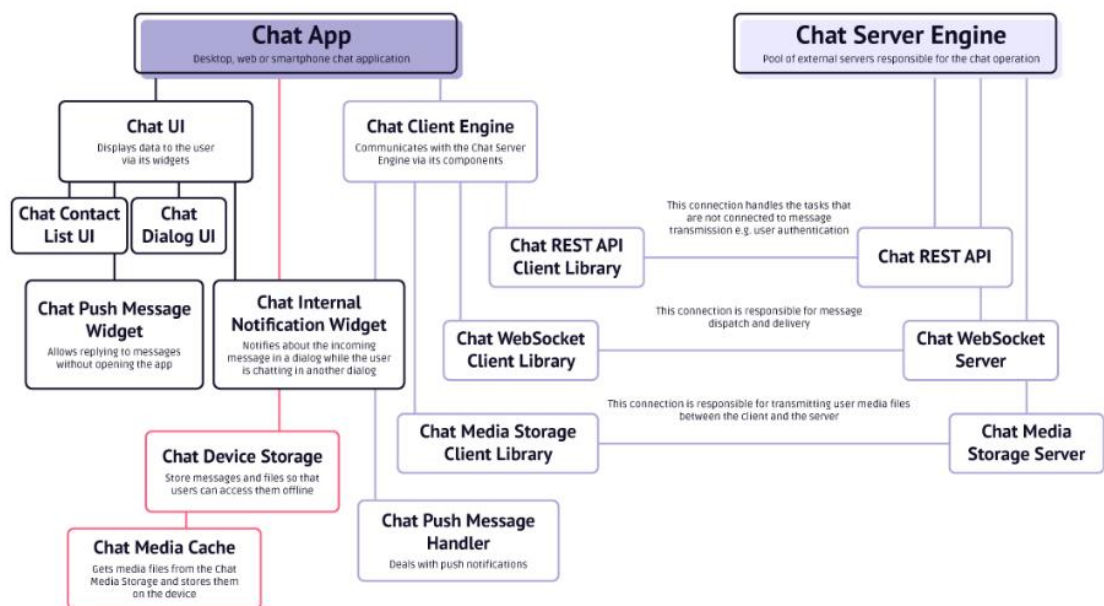 Chat App
Desktop, web or smartphone chat application
Chat Server Engine
Pool of external servers responsible for the chat operation
Chat UI
Displays data to the user
via its widgets
Chat Client Engine
Communicates with the Chat Server
Engine via its components
Chat Contact
List UI
Chat
Dialog UI
This connection handles the tasks that
are not connected to message
transmission e.g. user authentication
Chat REST API
Client Library
Chat REST API
Chat Push Message
Widget
Allows replying to messages
without opening the app
Chat Internal
Notification Widget
Notifies about the incoming
message in a dialog while the user
is chatting in another dialog
This connection is responsible for message
dispatch and delivery
Chat WebSocket
Client Library
Chat WebSocket
Server
This connection is responsible for transmitting user media files
between the client and the server
Chat Media Storage
Client Library
Chat Media
Storage Server
Chat Device Storage
Store messages and files so that
users can access them offline
Chat Push Message
Handler
Deals with push notifications
Chat Media Cache
Gets media files from the Chat
Media Storage and stores them
on the device